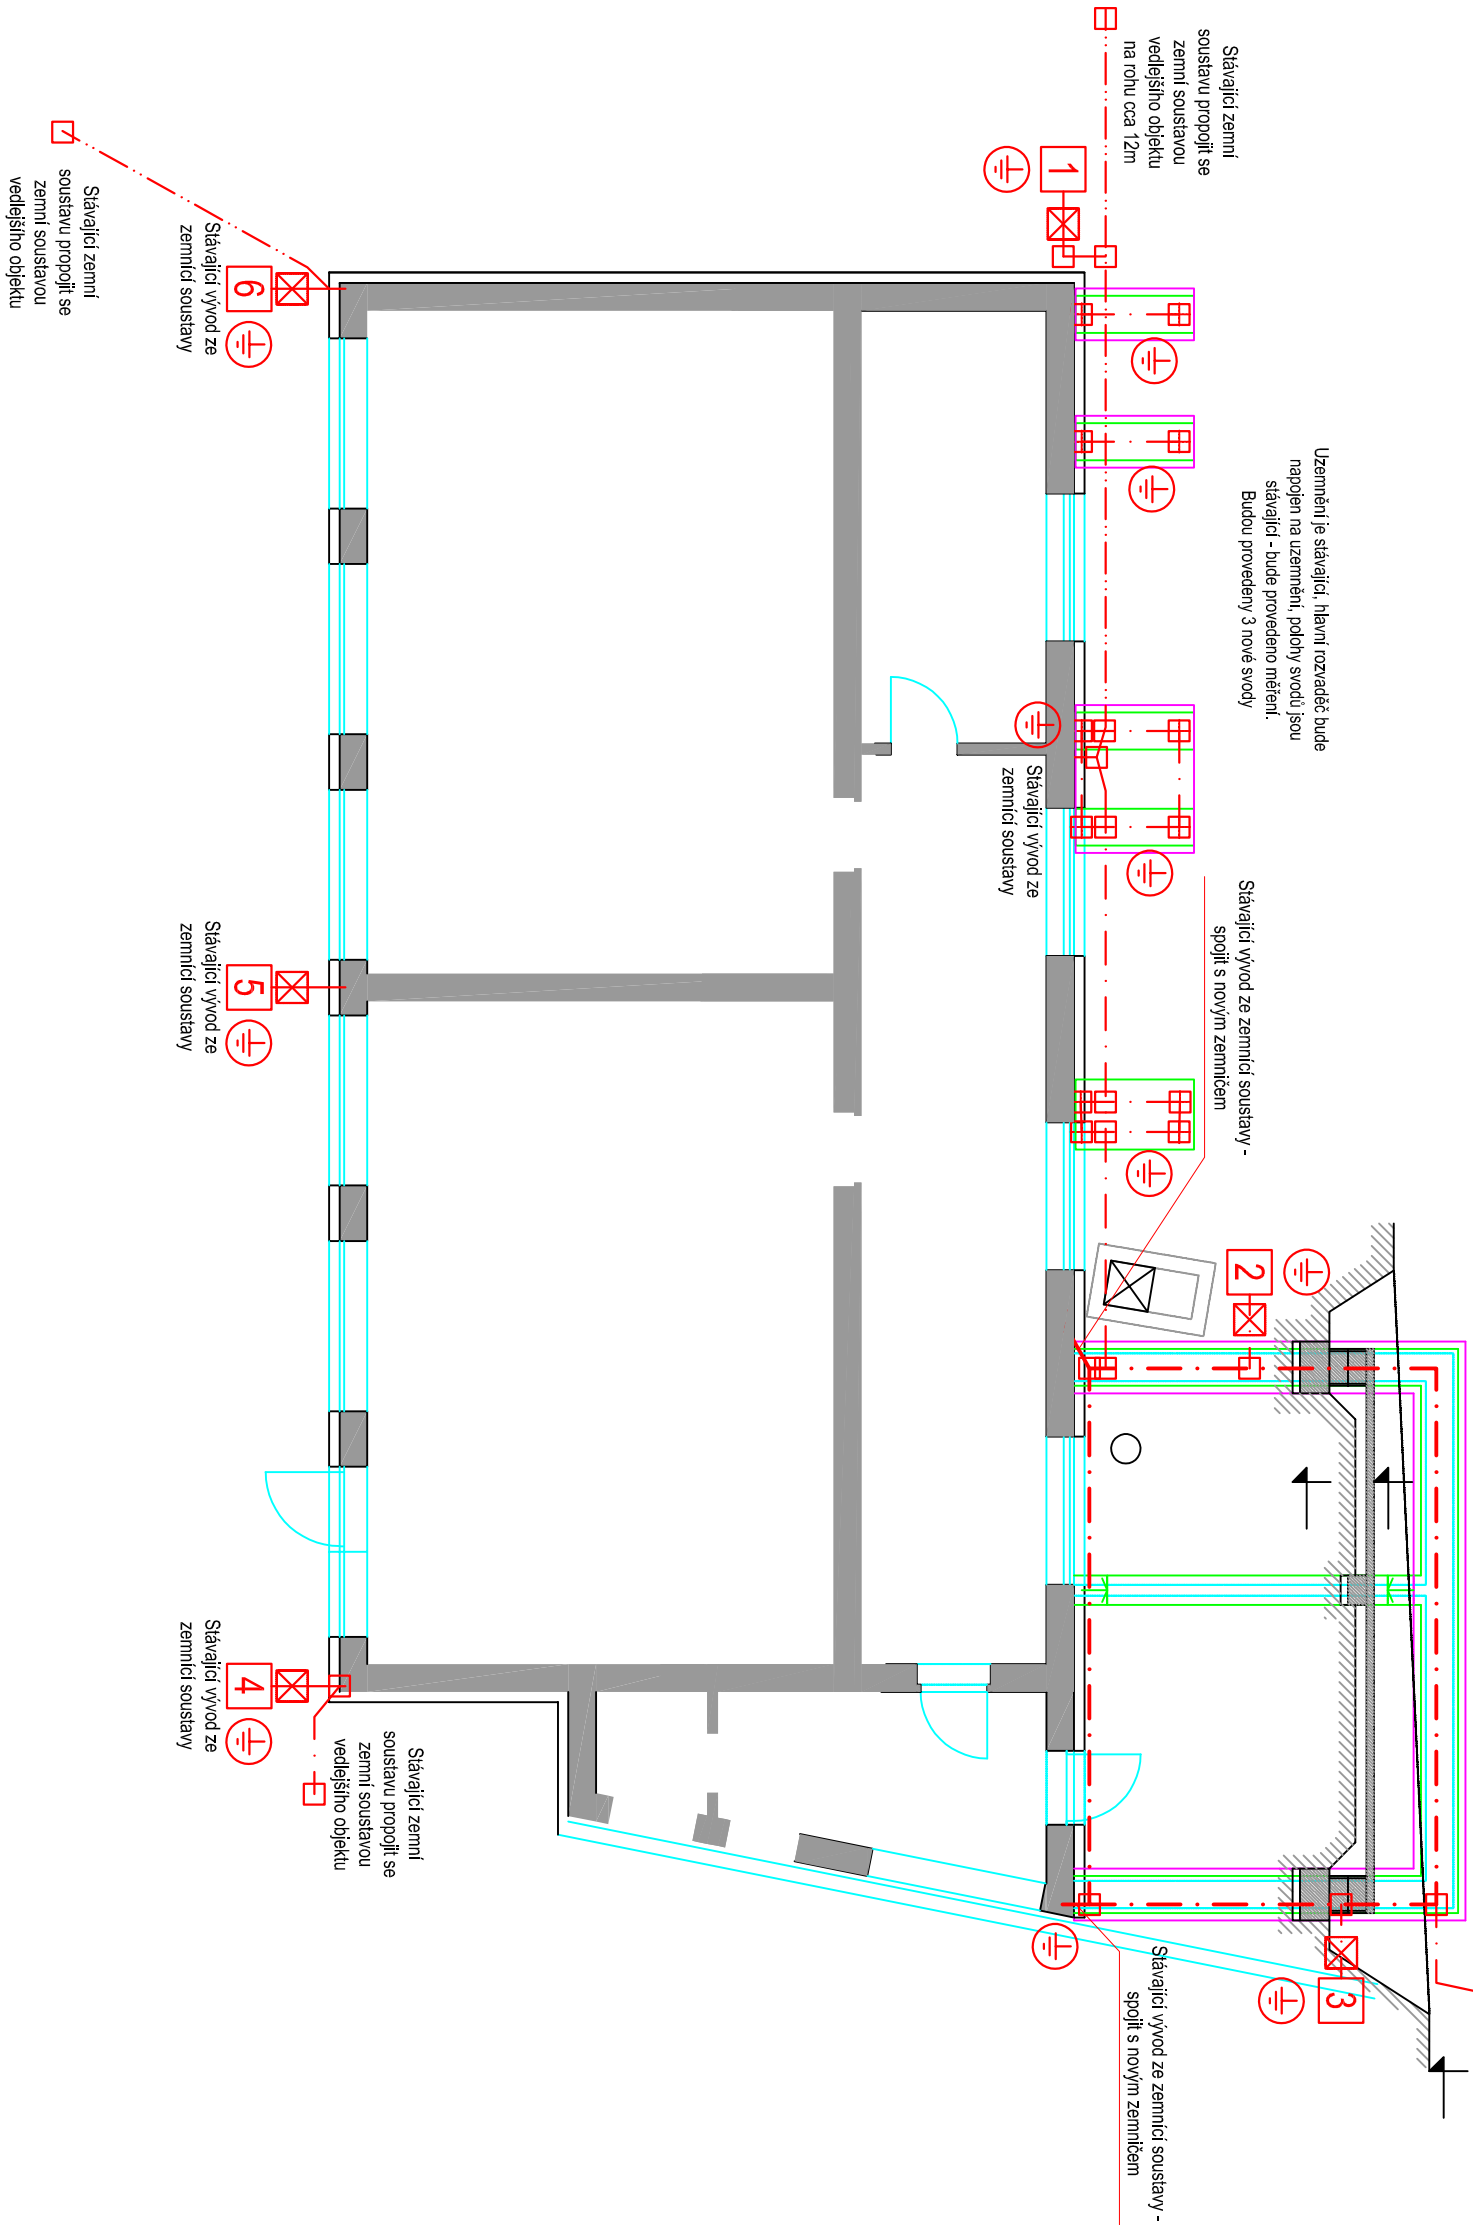 Stávající zemní
soustavu propojit se
zemní soustavou
vedlejšího objektu
na rohu cca 12m
1
Uzemnění je stávající, hlavní rozvaděč bude
napojen na uzemnění, polohy svodů jsou
stávající - bude provedeno měření.
Budou provedeny 3 nové svody
Stávající vývod ze
zemnící soustavy
Stávající vývod ze zemnící soustavy -
spojit s novým zemničem
2
3
Stávající vývod ze zemnící soustavy -
spojit s novým zemničem
Stávající zemní
soustavu propojit se
zemní soustavou
vedlejšího objektu
6
Stávající vývod ze
zemnící soustavy
5
Stávající vývod ze
zemnící soustavy
4
Stávající vývod ze
zemnící soustavy
Stávající zemní
soustavu propojit se
zemní soustavou
vedlejšího objektu